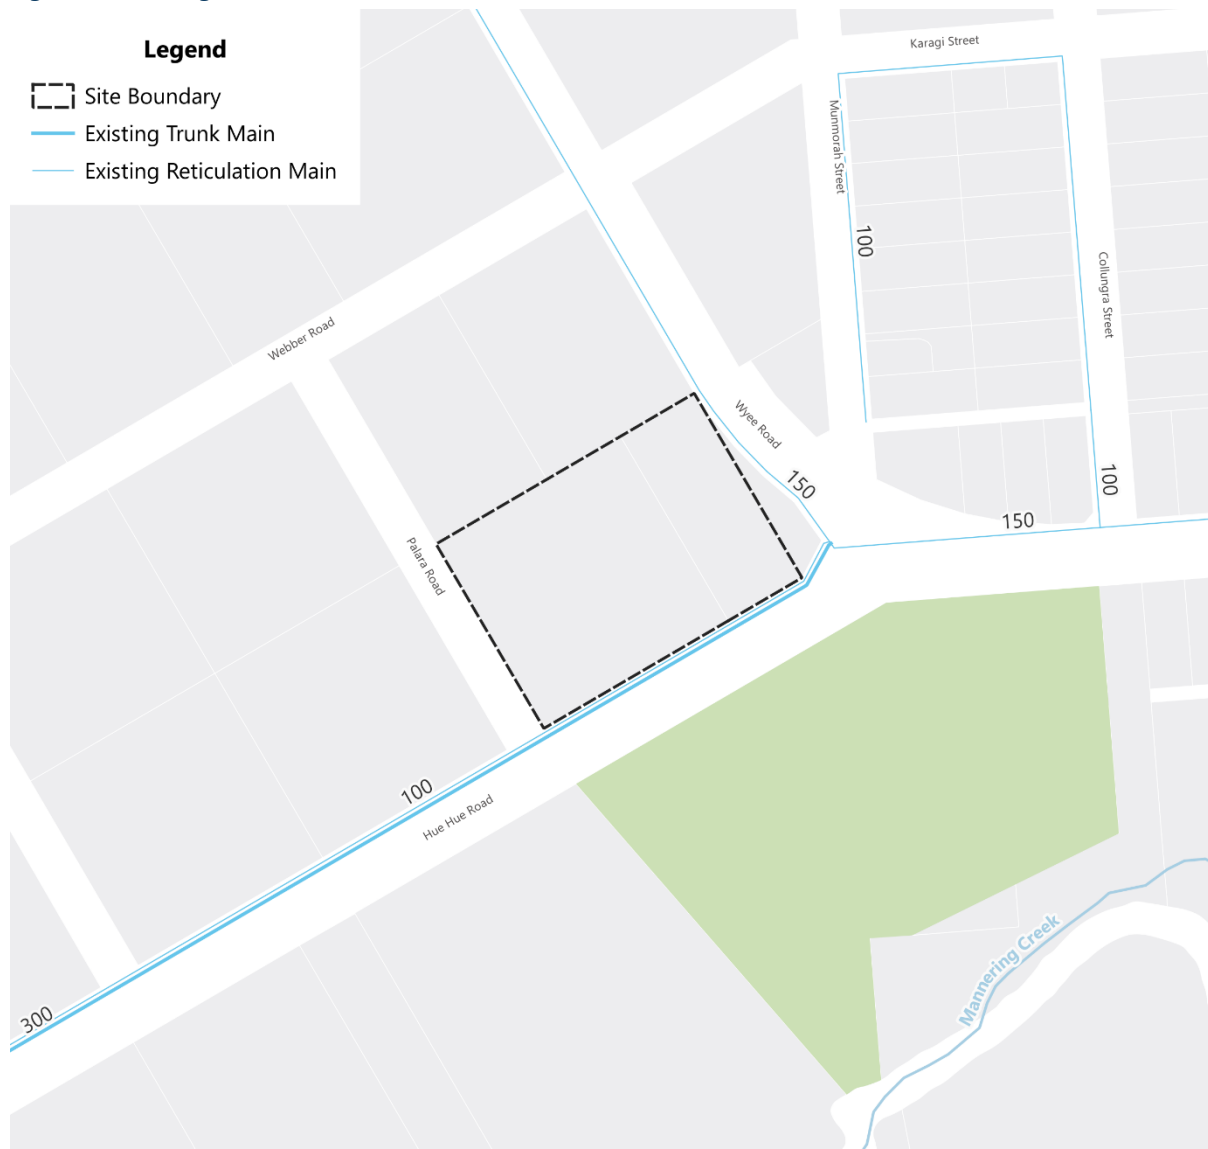 Legend
Site Boundary
Existing Trunk Main
Existing Reticulation Main
Karagi Street
Munmorah Street
100
Collungra Street
Webber Road
Wyee Road
150
100
150
Palara Road
100
Hue Hue Road
300
Mannering Creek